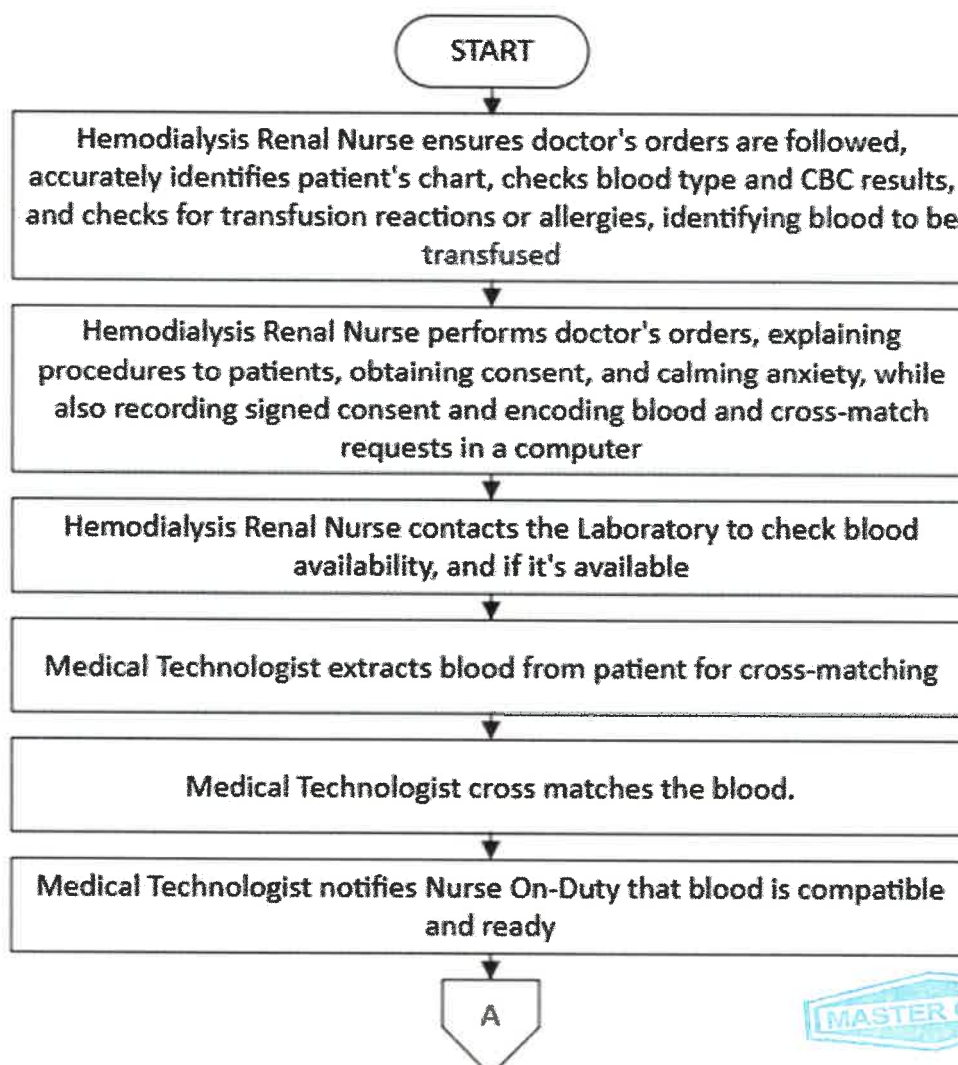 START
Hemodialysis Renal Nurse ensures doctor's orders are followed,
accurately identifies patient's chart, checks blood type and CBC results,
and checks for transfusion reactions or allergies, identifying blood to be
transfused
Hemodialysis Renal Nurse performs doctor's orders, explaining
procedures to patients, obtaining consent, and calming anxiety, while
also recording signed consent and encoding blood and cross-match
requests in a computer
Hemodialysis Renal Nurse contacts the Laboratory to check blood
availability, and if it's available
Medical Technologist extracts blood from patient for cross-matching
Medical Technologist cross matches the blood.
Medical Technologist notifies Nurse On-Duty that blood is compatible
and ready
A
MASTER